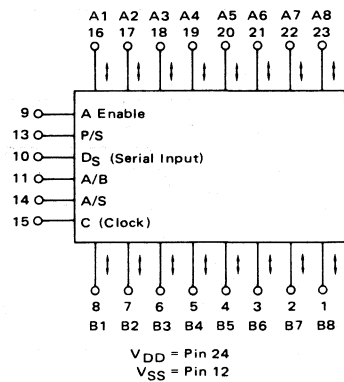 A1 A2 A3 A4 A5 A6 A7 A8
16 17 18 19 20 21 22 23
9 A Enable
13 P/S
10 DS (Serial Input)
11 A/B
14 A/S
15 C (Clock)
8 7 6 5 4 3 2 1
B1 B2 B3 B4 B5 B6 B7 B8
VDD = Pin 24
VSS = Pin 12